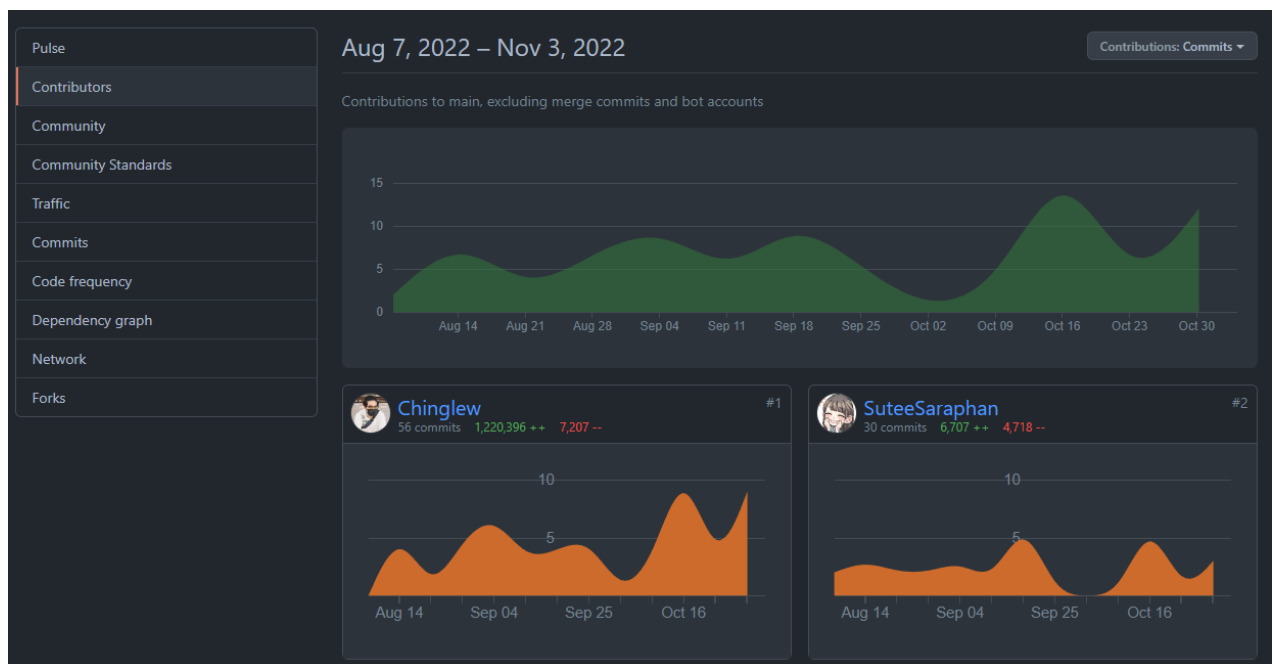 Pulse
Contributors
Community
Community Standards
Traffic
Commits
Code frequency
Dependency graph
Network
Forks
Aug 7, 2022 – Nov 3, 2022
Contributions: Commits
Contributions to main, excluding merge commits and bot accounts
15
10
5
0
Aug 14 Aug 21 Aug 28 Sep 04 Sep 11 Sep 18 Sep 25 Oct 02 Oct 09 Oct 16 Oct 23 Oct 30
Chinglew #1
56 commits 1,220,396 ++ 7,207 --
10
5
Aug 14 Sep 04 Sep 25 Oct 16
SuteeSaraphan #2
30 commits 6,707 ++ 4,718 --
10
5
Aug 14 Sep 04 Sep 25 Oct 16